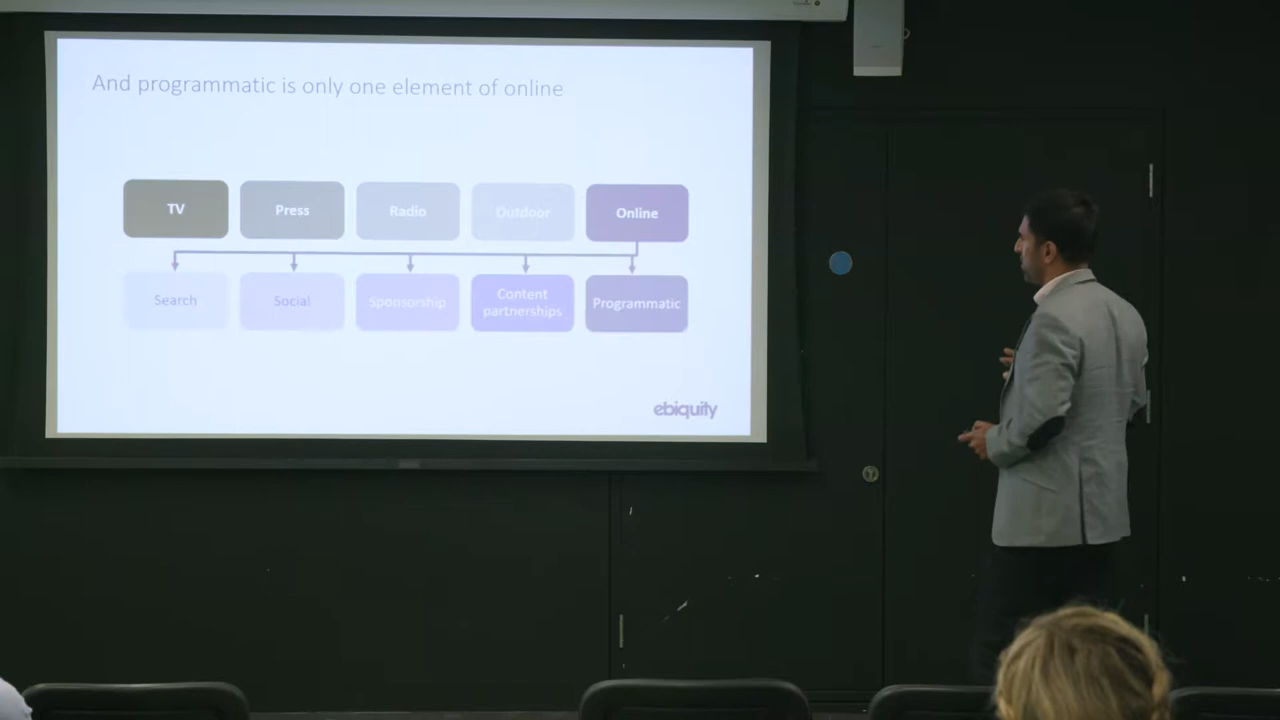 And programmatic is only one element of online
TV
Press
Radio
Outdoor
Online
Search
Social
Sponsorship
Content
partnerships
Programmatic
ebiquity